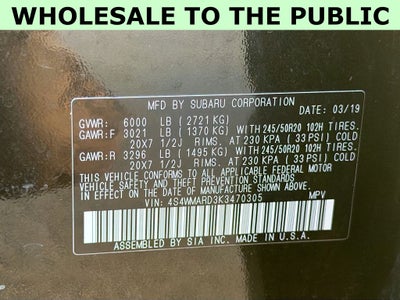 WHOLESALE TO THE PUBLIC
MFD BY SUBARU CORPORATION DATE: 03/19
GVWR: 6000 LB (2721 KG)
GAWR:F 3021 LB (1370 KG) WITH 245/50R20 102H TIRES.
20X7 1/2J RIMS. AT 230 KPA (33 PSI) COLD
GAWR:R 3296 LB (1495 KG) WITH 245/50R20 102H TIRES.
20X7 1/2J RIMS. AT 230 KPA (33 PSI) COLD
THIS VEHICLE CONFORMS TO ALL APPLICABLE FEDERAL MOTOR
VEHICLE SAFETY, BUMPER AND THEFT PREVENTION STANDARDS IN
EFFECT ON THE DATE OF MANUFACTURE SHOWN ABOVE.
VIN: 4S4WMARD3K3470305 MPV
ASSEMBLED BY SIA INC. MADE IN U.S.A.